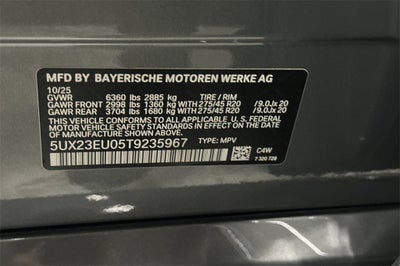 MFD BY BAYERISCHE MOTOREN WERKE AG
10/25
GVWR 6360 lbs 2885 kg TIRE / RIM
GAWR FRONT 2998 lbs 1360 kg WITH 275/45 R20 /9.0Jx 20
GAWR REAR 3704 lbs 1680 kg WITH 275/45 R20 /9.0Jx 20
THIS VEHICLE CONFORMS TO ALL APPLICABLE U.S. FEDERAL
MOTOR VEHICLE SAFETY STANDARDS IN EFFECT ON THE
DATE OF MANUFACTURE SHOWN ABOVE.
5UX23EU05T9235967 TYPE: MPV C4W
7 320 728